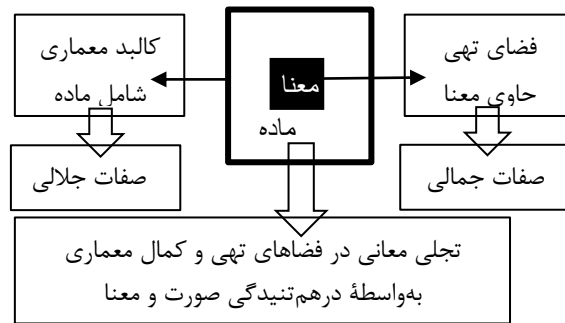 فضای تهی
حاوی معنا
معنا
ماده
کالبد معماری
شامل ماده
صفات جمالی
صفات جلالی
تجلی معانی در فضاهای تهی و کمال معماری
به‌واسطهٔ درهم‌تنیدگی صورت و معنا